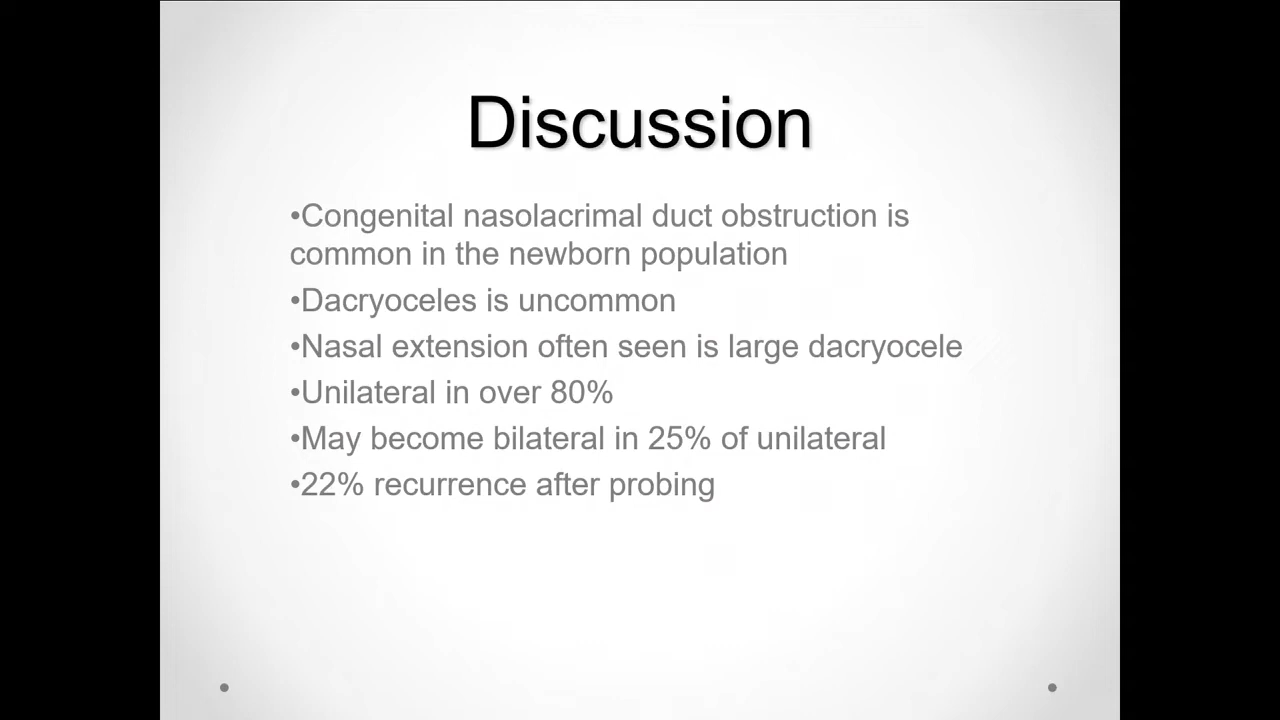 Discussion
•Congenital nasolacrimal duct obstruction is
common in the newborn population
•Dacryoceles is uncommon
•Nasal extension often seen is large dacryocele
•Unilateral in over 80%
•May become bilateral in 25% of unilateral
•22% recurrence after probing